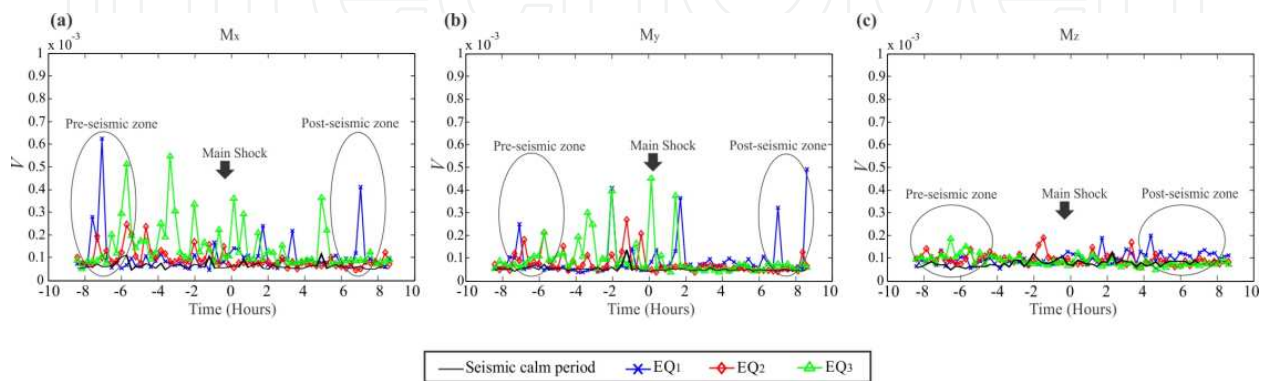 (a) (b) (c)
Mx My Mz
x 10-3 x 10-3 x 10-3
1 1 1
0.9 0.9 0.9
0.8 0.8 0.8
0.7 0.7 0.7
Pre-seismic zone Post-seismic zone
0.6 0.6 0.6
Main Shock
Pre-seismic zone Main Shock Post-seismic zone
0.5 0.5 0.5
V V V
0.4 0.4 0.4
Pre-seismic zone Main Shock Post-seismic zone
0.3 0.3 0.3
0.2 0.2 0.2
0.1 0.1 0.1
0 0 0
-10 -8 -6 -4 -2 0 2 4 6 8 10 -10 -8 -6 -4 -2 0 2 4 6 8 10 -10 -8 -6 -4 -2 0 2 4 6 8 10
Time (Hours) Time (Hours) Time (Hours)
Seismic calm period EQ1 EQ2 EQ3